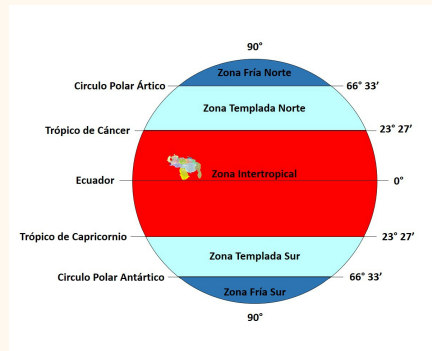 90°
Zona Fría Norte
Circulo Polar Ártico
66° 33’
Zona Templada Norte
Trópico de Cáncer
23° 27’
Ecuador
Zona Intertropical
0°
Trópico de Capricornio
23° 27’
Zona Templada Sur
Circulo Polar Antártico
66° 33’
Zona Fría Sur
90°